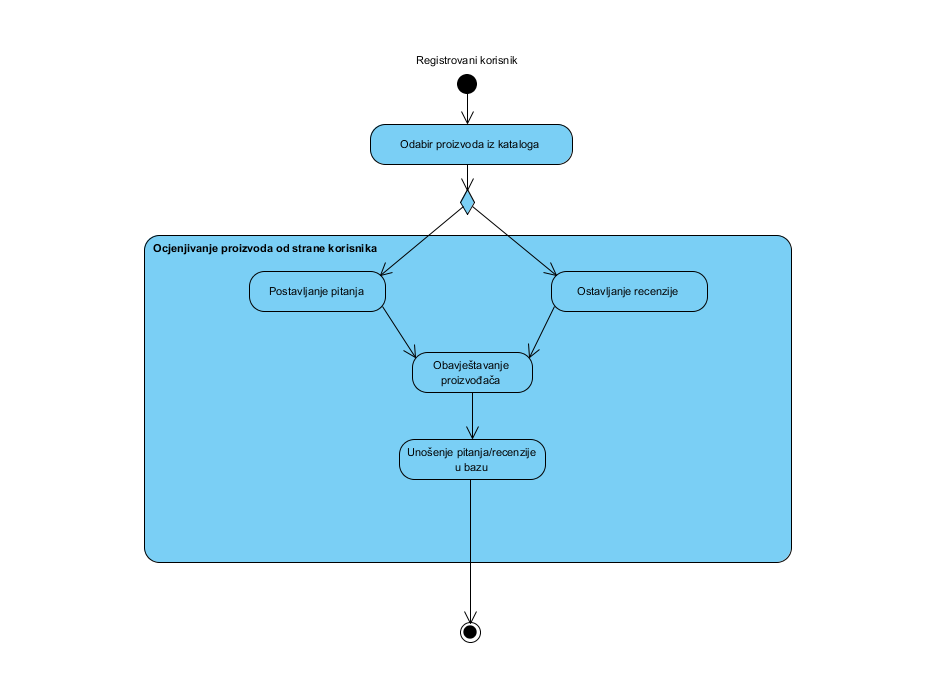 Registrovani korisnik
Odabir proizvoda iz kataloga
Ocjenjivanje proizvoda od strane korisnika
Postavljanje pitanja
Ostavljanje recenzije
Obavještavanje
proizvođača
Unošenje pitanja/recenzije
u bazu